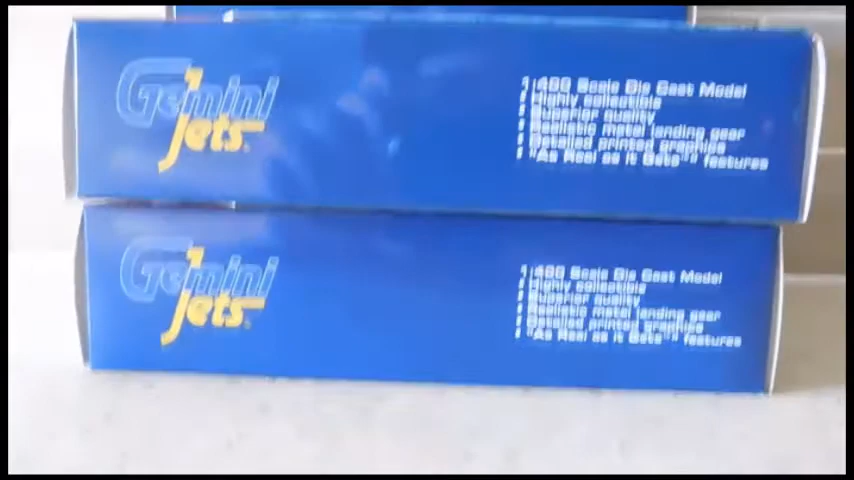 Gemini
Jets
1:400 Scale Die Cast Model
Highly collectible
Superior quality
Realistic metal landing gear
Detailed printed graphics
"As Real as it Gets"™ features
Gemini
Jets
1:400 Scale Die Cast Model
Highly collectible
Superior quality
Realistic metal landing gear
Detailed printed graphics
"As Real as it Gets"™ features